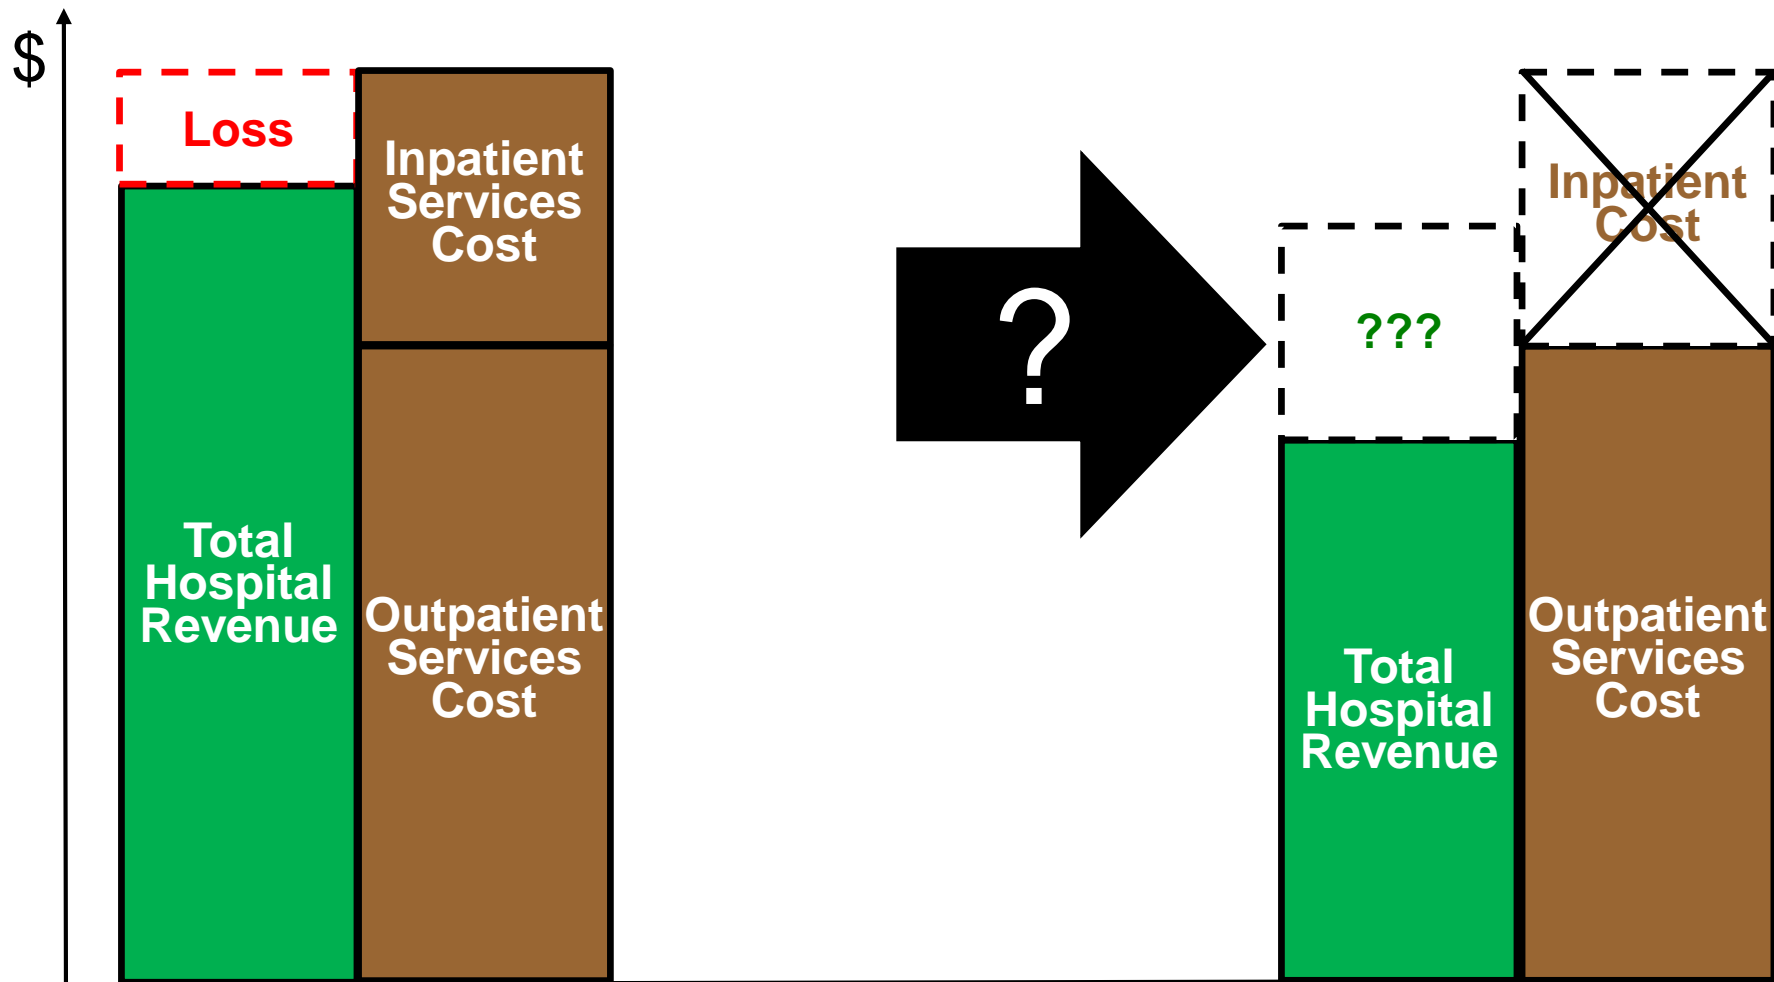 $
Loss
Inpatient
Services
Cost
Total
Hospital
Revenue
Outpatient
Services
Cost
?
???
Inpatient
Cost
Total
Hospital
Revenue
Outpatient
Services
Cost